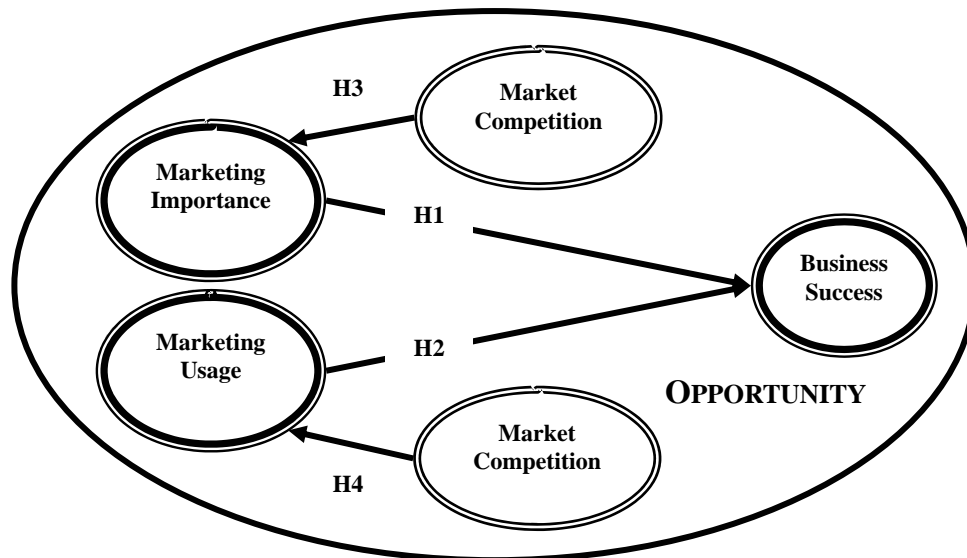 H3
Market
Competition
Marketing
Importance
H1
Business
Success
Marketing
Usage
H2
OPPORTUNITY
Market
Competition
H4